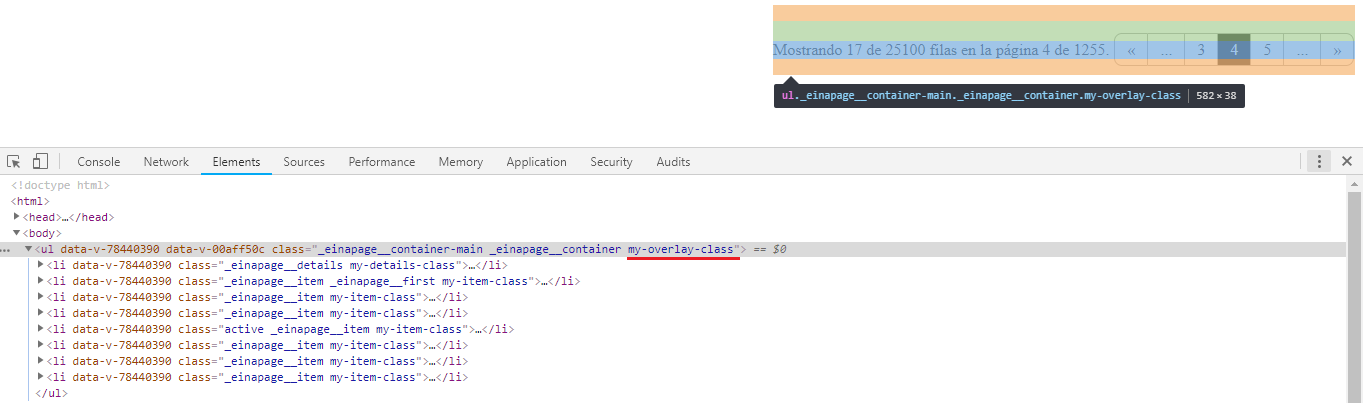 Mostrando 17 de 25100 filas en la página 4 de 1255. « ... 3 4 5 ... »
ul._einapage__container-main._einapage__container.my-overlay-class 582 × 38
Console Network Elements Sources Performance Memory Application Security Audits
<!doctype html>
<html>
<head>…</head>
<body>
… <ul data-v-78440390 data-v-00aff50c class="_einapage__container-main _einapage__container my-overlay-class"> == $0
<li data-v-78440390 class="_einapage__details my-details-class">…</li>
<li data-v-78440390 class="_einapage__item _einapage__first my-item-class">…</li>
<li data-v-78440390 class="_einapage__item my-item-class">…</li>
<li data-v-78440390 class="_einapage__item my-item-class">…</li>
<li data-v-78440390 class="active _einapage__item my-item-class">…</li>
<li data-v-78440390 class="_einapage__item my-item-class">…</li>
<li data-v-78440390 class="_einapage__item my-item-class">…</li>
<li data-v-78440390 class="_einapage__item my-item-class">…</li>
</ul>